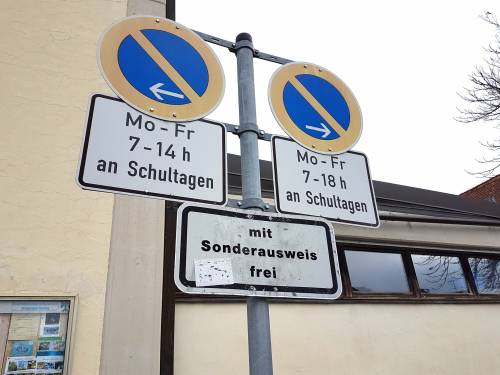 Mo-Fr
7-14 h
an Schultagen
Mo-Fr
7-18 h
an Schultagen
mit
Sonderausweis
frei